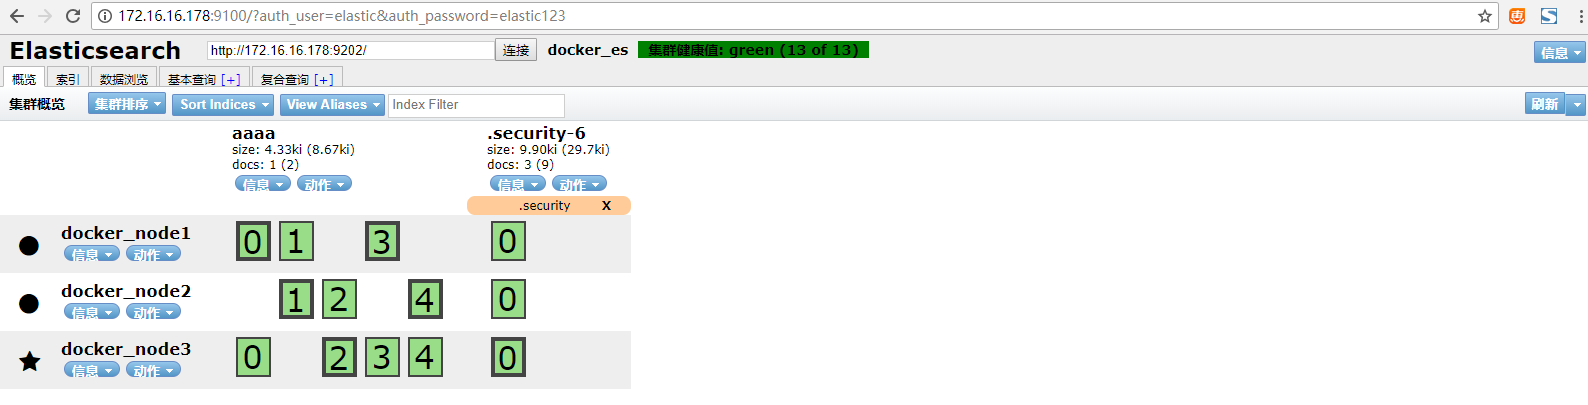 172.16.16.178:9100/?auth_user=elastic&auth_password=elastic123
Elasticsearch http://172.16.16.178:9202/ 连接 docker_es 集群健康值: green (13 of 13) 信息
概览 索引 数据浏览 基本查询 [+] 复合查询 [+]
集群概览 集群排序 Sort Indices View Aliases Index Filter 刷新
aaaa .security-6
size: 4.33ki (8.67ki) size: 9.90ki (29.7ki)
docs: 1 (2) docs: 3 (9)
信息 动作 信息 动作
.security X
docker_node1 0 1 3 0
信息 动作
docker_node2 1 2 4 0
信息 动作
docker_node3 0 2 3 4 0
信息 动作